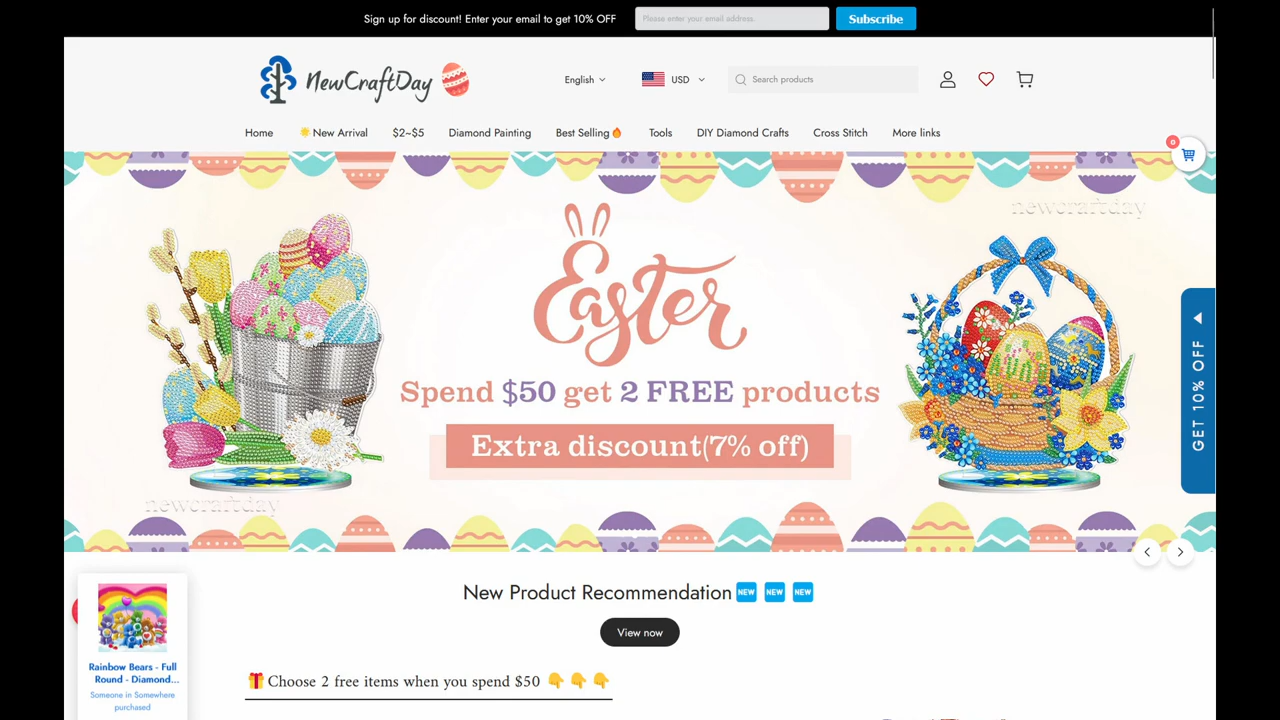 Sign up for discount! Enter your email to get 10% OFF
Please enter your email address.
Subscribe
NewCraftDay
English
USD
Search products
Home
New Arrival
$2~$5
Diamond Painting
Best Selling
Tools
DIY Diamond Crafts
Cross Stitch
More links
0
newcraftday
Easter
Spend $50 get 2 FREE products
Extra discount(7% off)
newcraftday
GET 10% OFF
New Product Recommendation NEW NEW NEW
View now
Rainbow Bears - Full
Round - Diamond...
Someone in Somewhere
purchased
Choose 2 free items when you spend $50